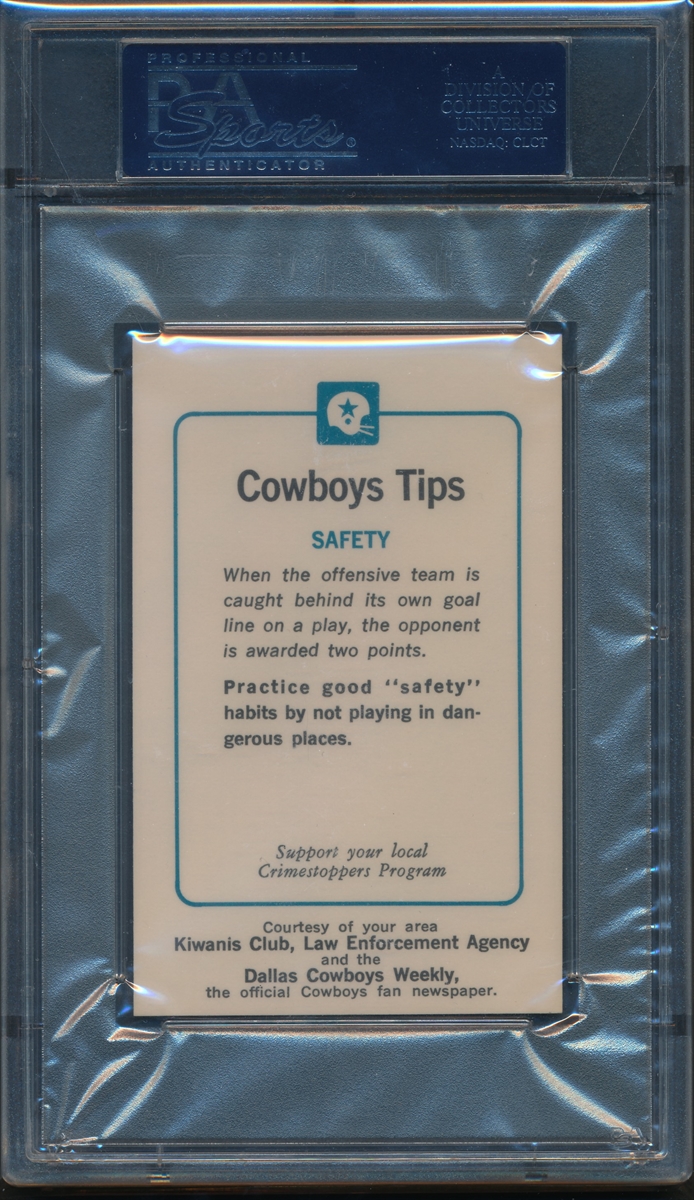 PROFESSIONAL
PSA
Sports®
AUTHENTICATOR
A
DIVISION OF
COLLECTORS
UNIVERSE
NASDAQ: CLCT
Cowboys Tips
SAFETY
When the offensive team is
caught behind its own goal
line on a play, the opponent
is awarded two points.
Practice good "safety"
habits by not playing in dan-
gerous places.
Support your local
Crimestoppers Program
Courtesy of your area
Kiwanis Club, Law Enforcement Agency
and the
Dallas Cowboys Weekly,
the official Cowboys fan newspaper.